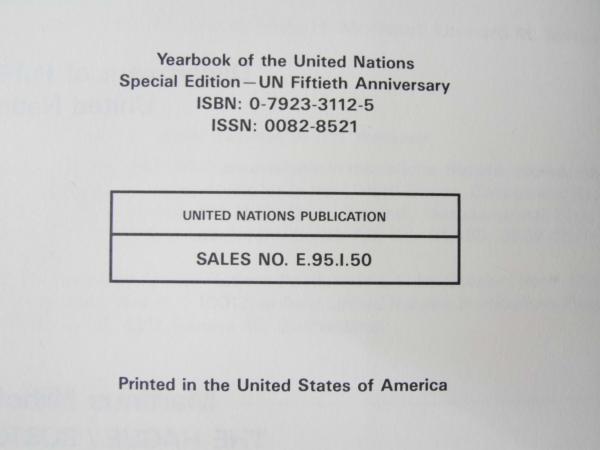 Yearbook of the United Nations
Special Edition—UN Fiftieth Anniversary
ISBN: 0-7923-3112-5
ISSN: 0082-8521
UNITED NATIONS PUBLICATION
SALES NO. E.95.I.50
Printed in the United States of America